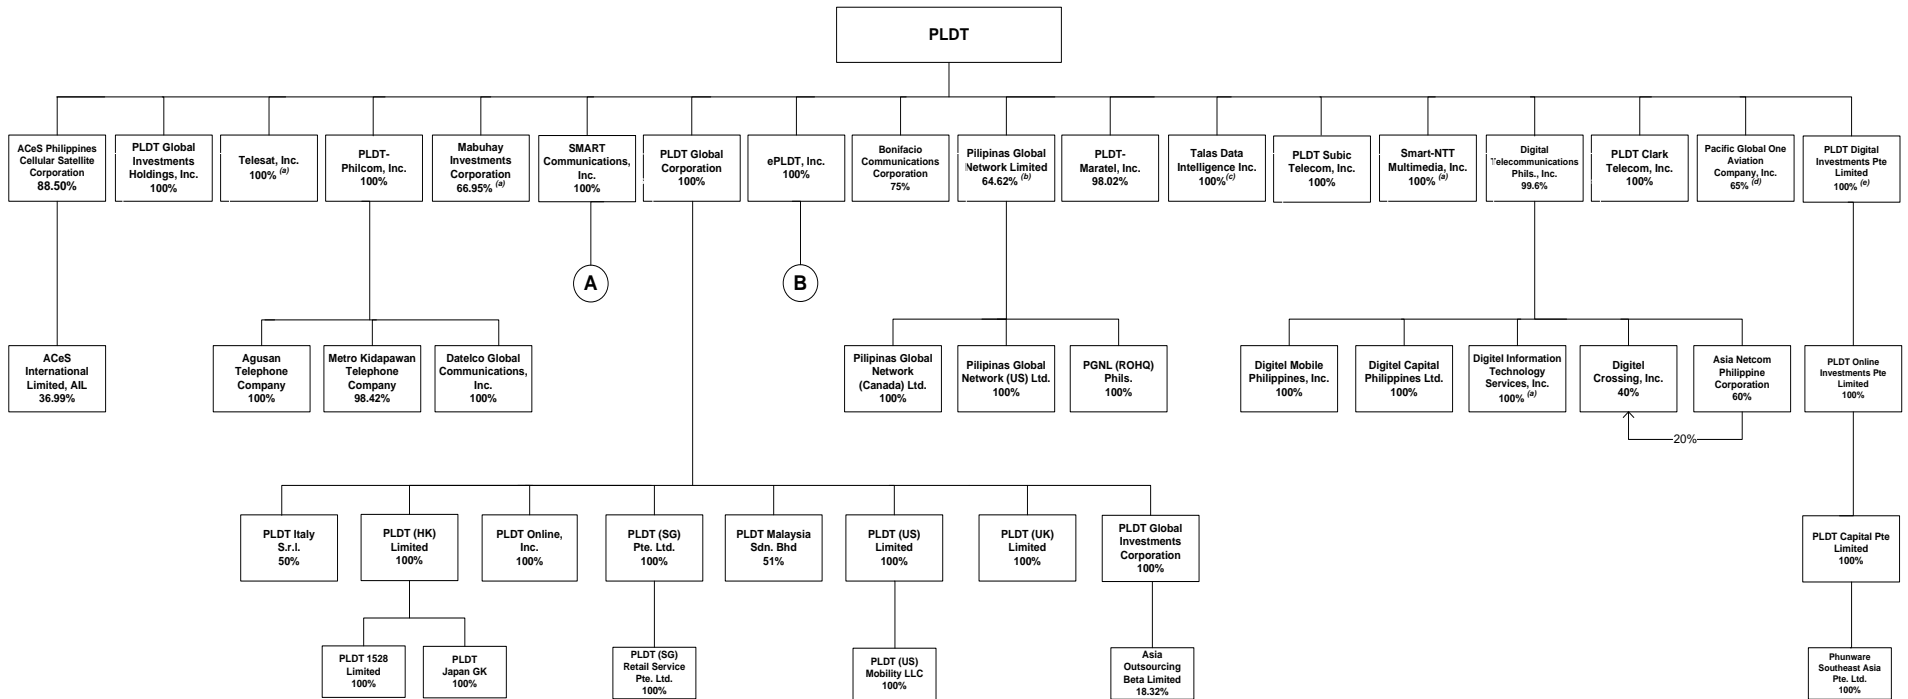 PLDT
ACeS Philippines
Cellular Satellite
Corporation
88.50%
PLDT Global
Investments
Holdings, Inc.
100%
Telesat, Inc.
100% (a)
PLDT-
Philcom, Inc.
100%
Mabuhay
Investments
Corporation
66.95% (a)
SMART
Communications,
Inc.
100%
PLDT Global
Corporation
100%
ePLDT, Inc.
100%
Bonifacio
Communications
Corporation
75%
Pilipinas Global
Network Limited
64.62% (b)
PLDT-
Maratel, Inc.
98.02%
Talas Data
Intelligence Inc.
100%(c)
PLDT Subic
Telecom, Inc.
100%
Smart-NTT
Multimedia, Inc.
100% (a)
Digital
Telecommunications
Phils., Inc.
99.6%
PLDT Clark
Telecom, Inc.
100%
Pacific Global One
Aviation
Company, Inc.
65% (d)
PLDT Digital
Investments Pte
Limited
100% (e)
A
B
ACeS
International
Limited, AIL
36.99%
Agusan
Telephone
Company
100%
Metro Kidapawan
Telephone
Company
98.42%
Datelco Global
Communications,
Inc.
100%
Pilipinas Global
Network
(Canada) Ltd.
100%
Pilipinas Global
Network (US) Ltd.
100%
PGNL (ROHQ)
Phils.
100%
Digitel Mobile
Philippines, Inc.
100%
Digitel Capital
Philippines Ltd.
100%
Digitel Information
Technology
Services, Inc.
100% (a)
Digitel
Crossing, Inc.
40%
Asia Netcom
Philippine
Corporation
60%
20%
PLDT Online
Investments Pte
Limited
100%
PLDT Italy
S.r.l.
50%
PLDT (HK)
Limited
100%
PLDT Online,
Inc.
100%
PLDT (SG)
Pte. Ltd.
100%
PLDT Malaysia
Sdn. Bhd
51%
PLDT (US)
Limited
100%
PLDT (UK)
Limited
100%
PLDT Global
Investments
Corporation
100%
PLDT Capital Pte
Limited
100%
PLDT 1528
Limited
100%
PLDT
Japan GK
100%
PLDT (SG)
Retail Service
Pte. Ltd.
100%
PLDT (US)
Mobility LLC
100%
Asia
Outsourcing
Beta Limited
18.32%
Phunware
Southeast Asia
Pte. Ltd.
100%